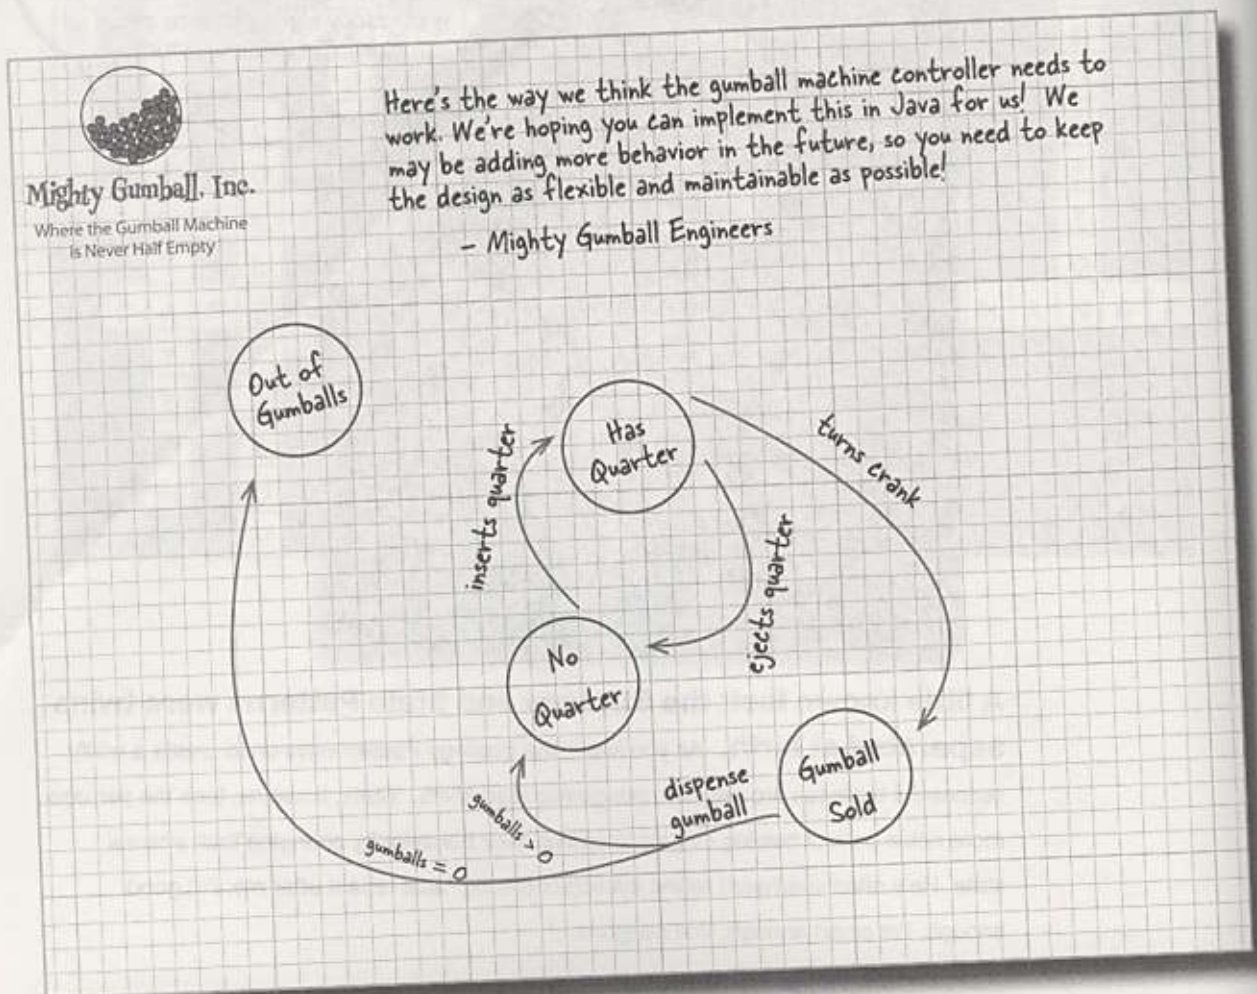 Here's the way we think the gumball machine controller needs to
work. We're hoping you can implement this in Java for us! We
may be adding more behavior in the future, so you need to keep
the design as flexible and maintainable as possible!
– Mighty Gumball Engineers
Mighty Gumball, Inc.
Where the Gumball Machine
is Never Half Empty
Out of
Gumballs
Has
Quarter
inserts quarter
turns crank
ejects quarter
No
Quarter
Gumball
Sold
dispense
gumball
gumballs > 0
gumballs = 0